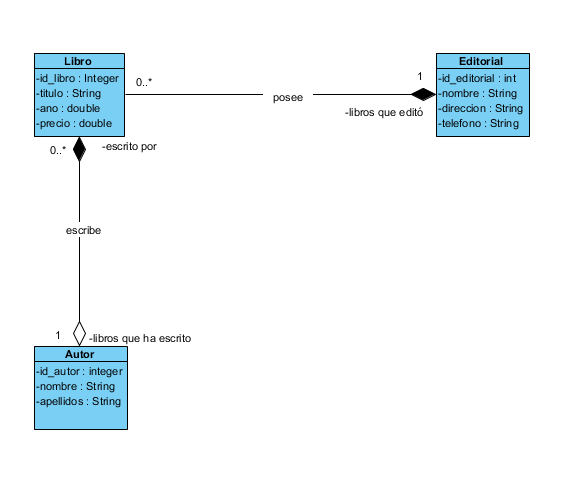 Libro
-id_libro : Integer
-titulo : String
-ano : double
-precio : double
0..*
posee
1
-libros que editó
Editorial
-id_editorial : int
-nombre : String
-direccion : String
-telefono : String
0..*
-escrito por
escribe
1
-libros que ha escrito
Autor
-id_autor : integer
-nombre : String
-apellidos : String